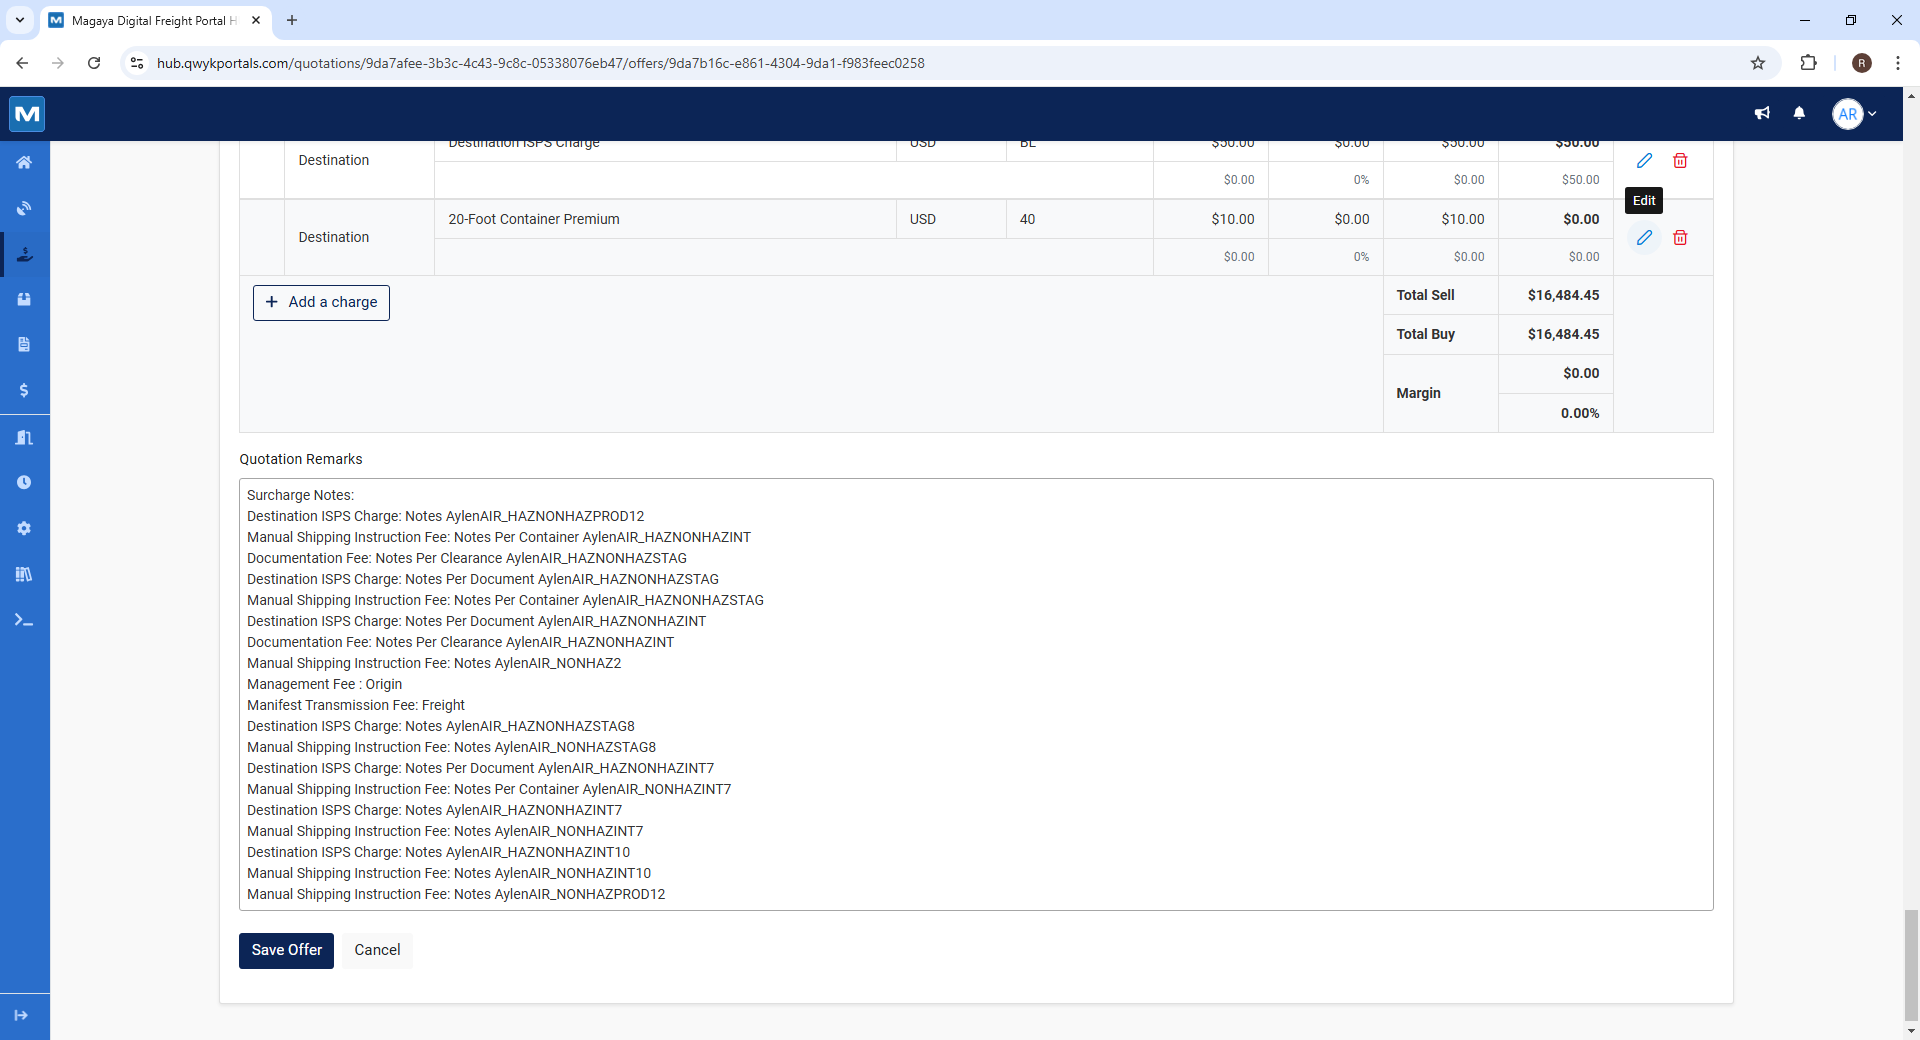 Magaya Digital Freight Portal H
hub.qwykportals.com/quotations/9da7afee-3b3c-4c43-9c8c-05338076eb47/offers/9da7b16c-e861-4304-9da1-f983feec0258
R
M
AR
Destination Destination ISPS Charge USD BL $50.00 $0.00 $50.00 $50.00
$0.00 0% $0.00 $50.00
Edit
Destination 20-Foot Container Premium USD 40 $10.00 $0.00 $10.00 $0.00
$0.00 0% $0.00 $0.00
+ Add a charge
Total Sell $16,484.45
Total Buy $16,484.45
Margin $0.00
0.00%
Quotation Remarks
Surcharge Notes:
Destination ISPS Charge: Notes AylenAIR_HAZNONHAZPROD12
Manual Shipping Instruction Fee: Notes Per Container AylenAIR_HAZNONHAZINT
Documentation Fee: Notes Per Clearance AylenAIR_HAZNONHAZSTAG
Destination ISPS Charge: Notes Per Document AylenAIR_HAZNONHAZSTAG
Manual Shipping Instruction Fee: Notes Per Container AylenAIR_HAZNONHAZSTAG
Destination ISPS Charge: Notes Per Document AylenAIR_HAZNONHAZINT
Documentation Fee: Notes Per Clearance AylenAIR_HAZNONHAZINT
Manual Shipping Instruction Fee: Notes AylenAIR_NONHAZ2
Management Fee : Origin
Manifest Transmission Fee: Freight
Destination ISPS Charge: Notes AylenAIR_HAZNONHAZSTAG8
Manual Shipping Instruction Fee: Notes AylenAIR_NONHAZSTAG8
Destination ISPS Charge: Notes Per Document AylenAIR_HAZNONHAZINT7
Manual Shipping Instruction Fee: Notes Per Container AylenAIR_NONHAZINT7
Destination ISPS Charge: Notes AylenAIR_HAZNONHAZINT7
Manual Shipping Instruction Fee: Notes AylenAIR_NONHAZINT7
Destination ISPS Charge: Notes AylenAIR_HAZNONHAZINT10
Manual Shipping Instruction Fee: Notes AylenAIR_NONHAZINT10
Manual Shipping Instruction Fee: Notes AylenAIR_NONHAZPROD12
Save Offer Cancel